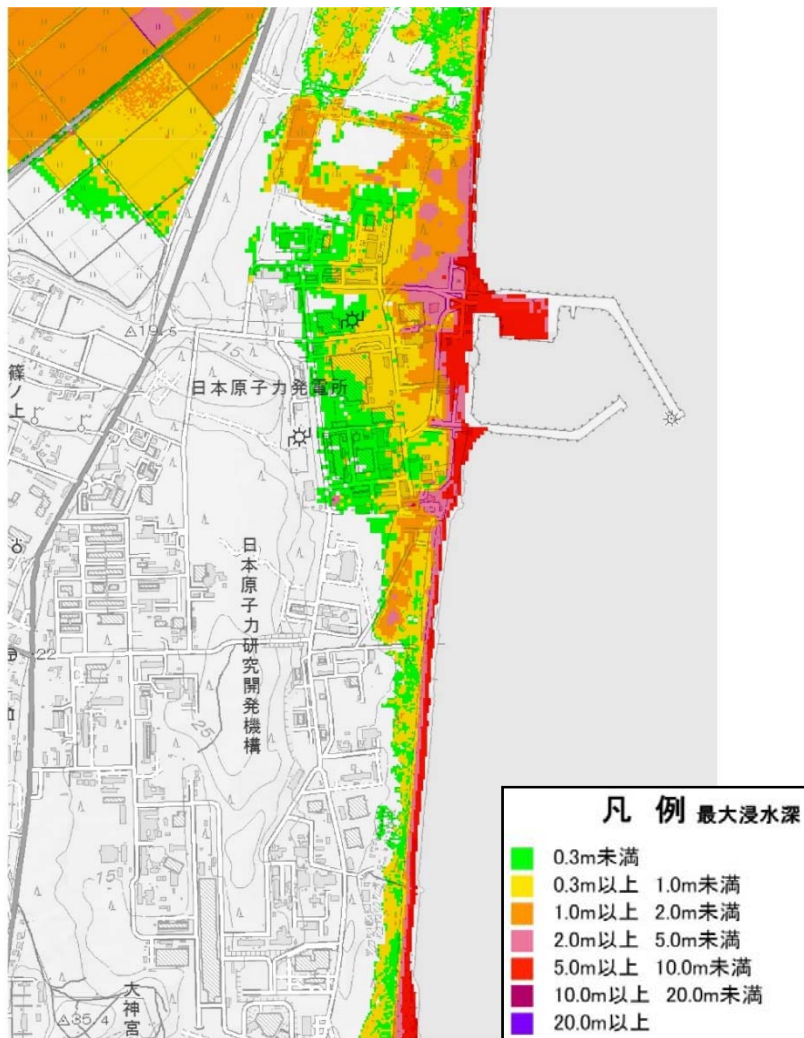 19.5
15
日本原子力発電所
篠ノ上
日本原子力研究開発機構
22
25
15
大神宮
35.4
凡 例 最大浸水深
0.3m未満
0.3m以上 1.0m未満
1.0m以上 2.0m未満
2.0m以上 5.0m未満
5.0m以上 10.0m未満
10.0m以上 20.0m未満
20.0m以上